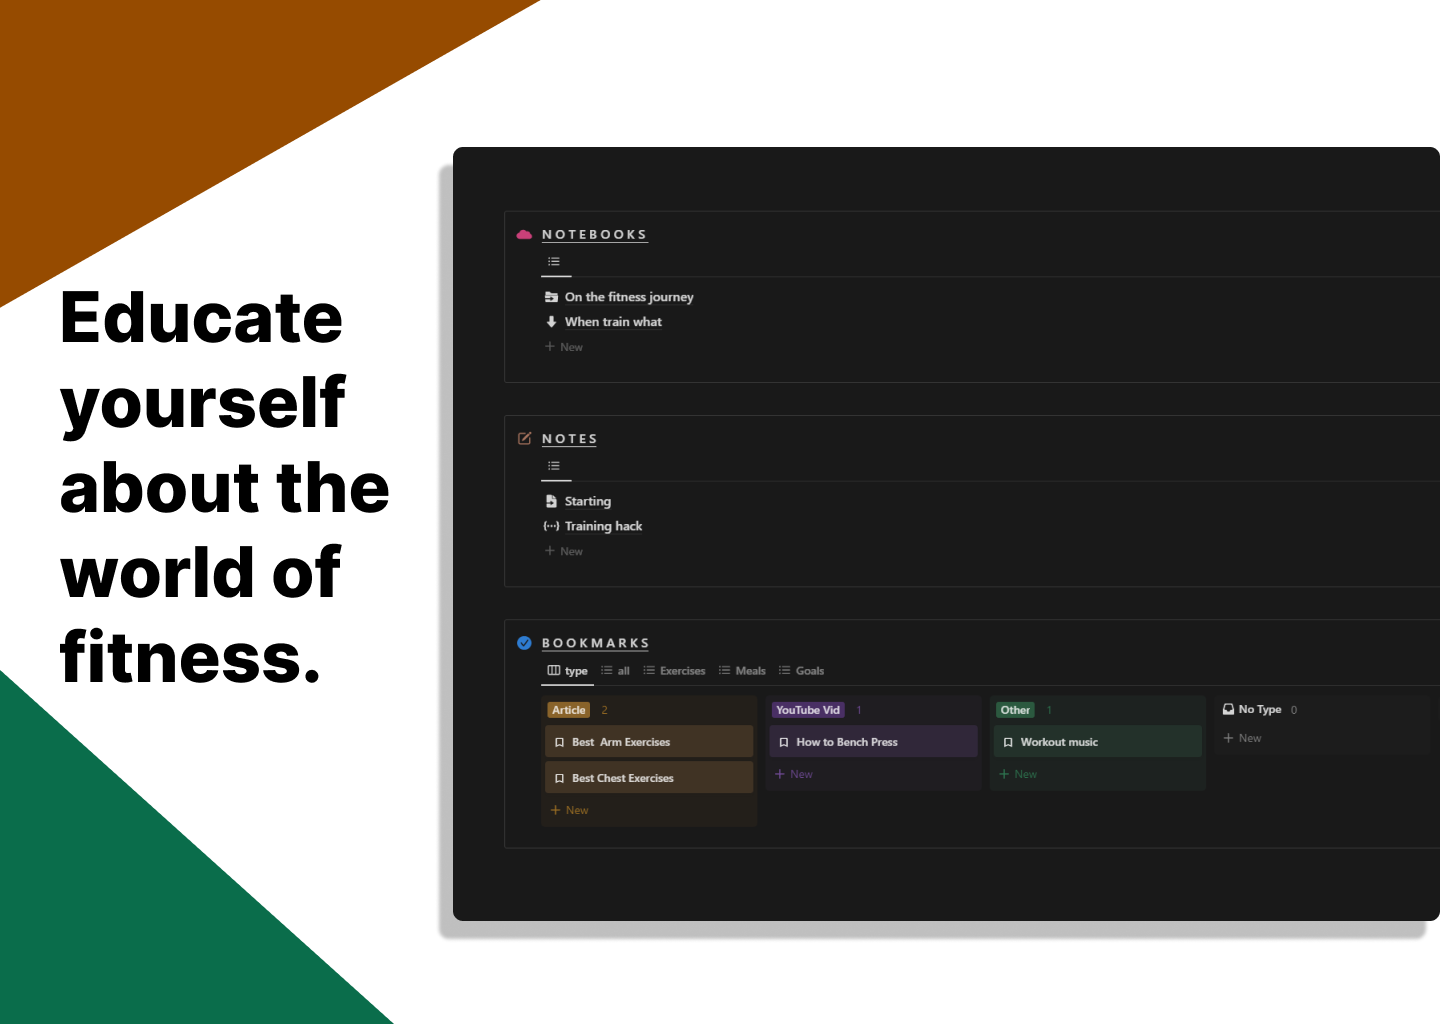 Educate
yourself
about the
world of
fitness.
NOTEBOOKS
On the fitness journey
When train what
+ New
NOTES
Starting
Training hack
+ New
BOOKMARKS
type all Exercises Meals Goals
Article 2 YouTube Vid 1 Other 1 No Type 0
Best Arm Exercises How to Bench Press Workout music + New
Best Chest Exercises + New + New
+ New